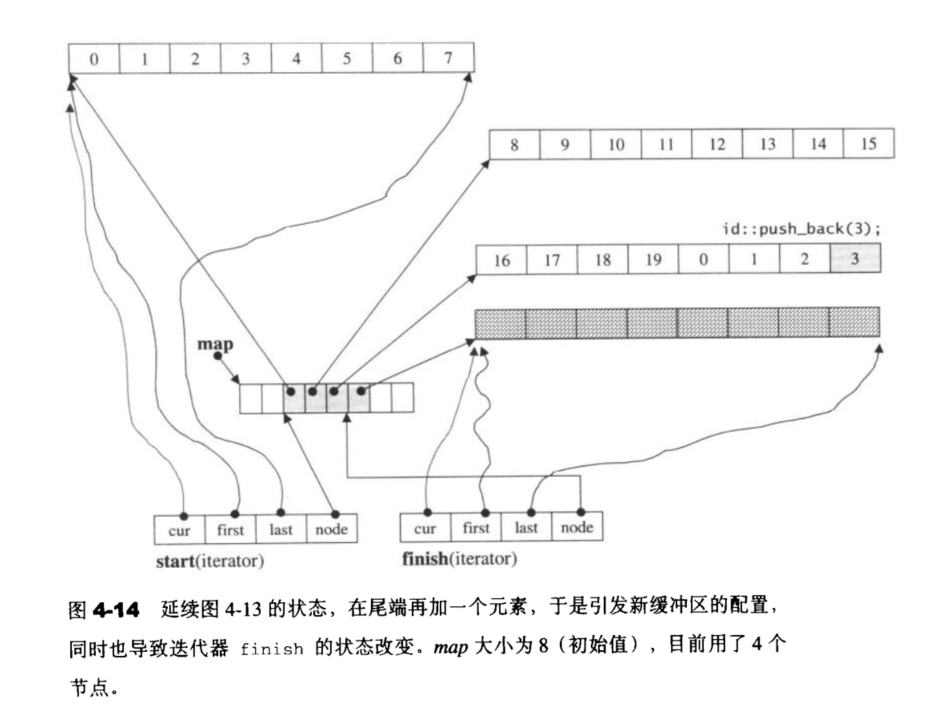 0 1 2 3 4 5 6 7
8 9 10 11 12 13 14 15
id::push_back(3);
16 17 18 19 0 1 2 3
map
cur first last node
start(iterator)
cur first last node
finish(iterator)
图 4-14 延续图 4-13 的状态，在尾端再加一个元素，于是引发新缓冲区的配置，
同时也导致迭代器 finish 的状态改变。map 大小为 8（初始值），目前用了 4 个
节点。